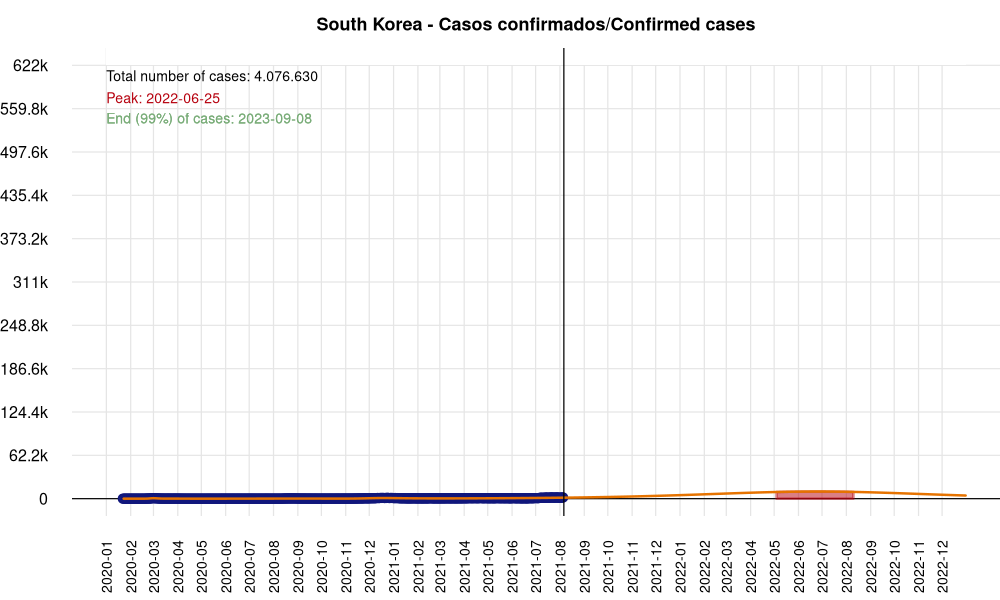 South Korea - Casos confirmados/Confirmed cases
Total number of cases: 4.076.630
Peak: 2022-06-25
End (99%) of cases: 2023-09-08
622k
559.8k
497.6k
435.4k
373.2k
311k
248.8k
186.6k
124.4k
62.2k
0
2020-01
2020-02
2020-03
2020-04
2020-05
2020-06
2020-07
2020-08
2020-09
2020-10
2020-11
2020-12
2021-01
2021-02
2021-03
2021-04
2021-05
2021-06
2021-07
2021-08
2021-09
2021-10
2021-11
2021-12
2022-01
2022-02
2022-03
2022-04
2022-05
2022-06
2022-07
2022-08
2022-09
2022-10
2022-11
2022-12